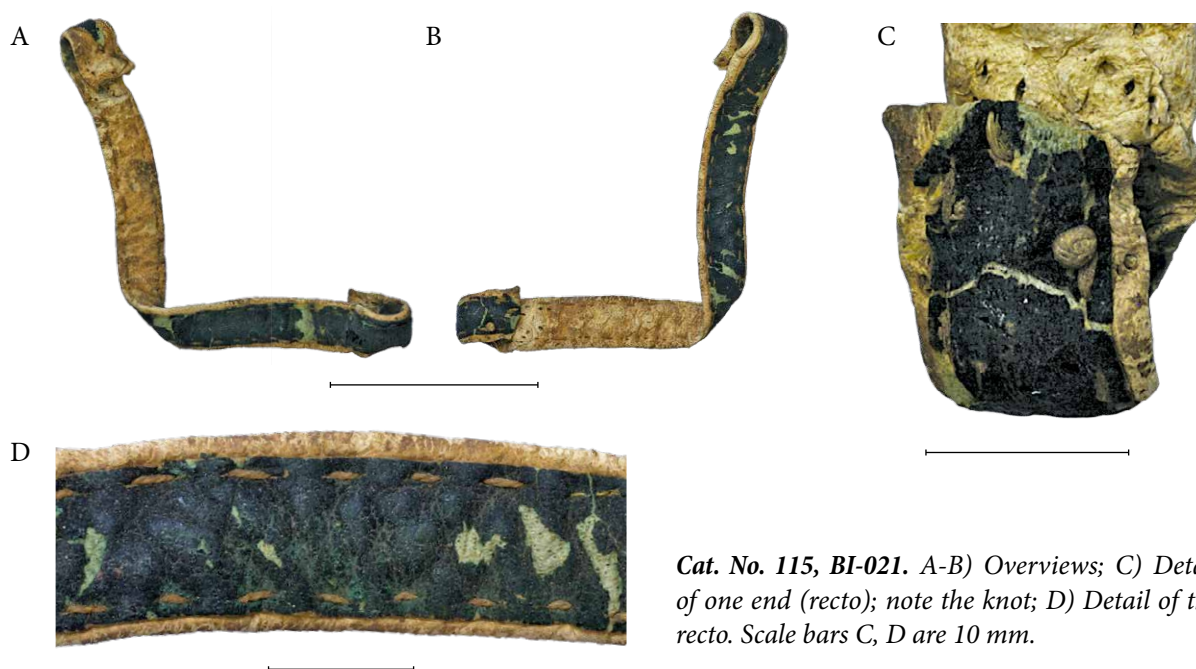 A
B
C
D
Cat. No. 115, BI-021. A-B) Overviews; C)
of one end (recto); note the knot; D) Detail of
recto. Scale bars C, D are 10 mm.